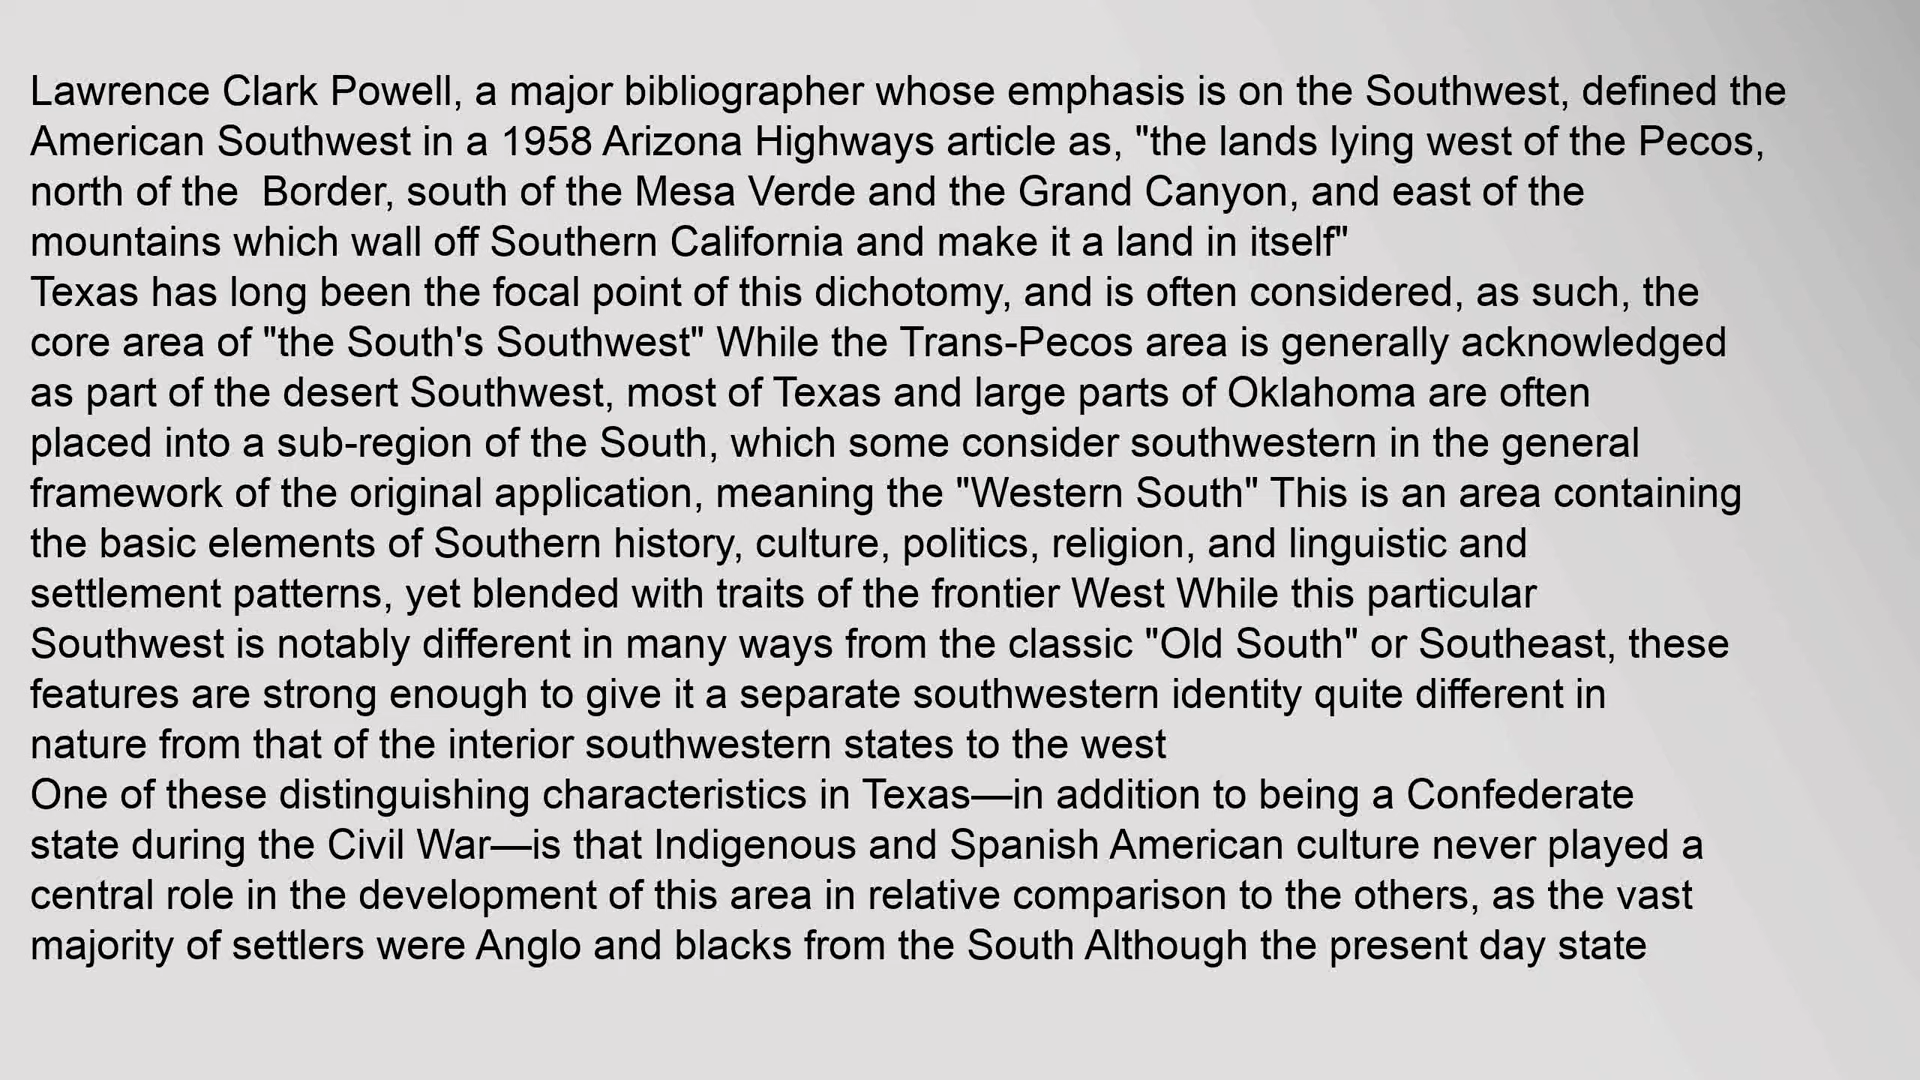 Lawrence Clark Powell, a major bibliographer whose emphasis is on the Southwest, defined the
American Southwest in a 1958 Arizona Highways article as, "the lands lying west of the Pecos,
north of the  Border, south of the Mesa Verde and the Grand Canyon, and east of the
mountains which wall off Southern California and make it a land in itself"
Texas has long been the focal point of this dichotomy, and is often considered, as such, the
core area of "the South's Southwest" While the Trans-Pecos area is generally acknowledged
as part of the desert Southwest, most of Texas and large parts of Oklahoma are often
placed into a sub-region of the South, which some consider southwestern in the general
framework of the original application, meaning the "Western South" This is an area containing
the basic elements of Southern history, culture, politics, religion, and linguistic and
settlement patterns, yet blended with traits of the frontier West While this particular
Southwest is notably different in many ways from the classic "Old South" or Southeast, these
features are strong enough to give it a separate southwestern identity quite different in
nature from that of the interior southwestern states to the west
One of these distinguishing characteristics in Texas—in addition to being a Confederate
state during the Civil War—is that Indigenous and Spanish American culture never played a
central role in the development of this area in relative comparison to the others, as the vast
majority of settlers were Anglo and blacks from the South Although the present day state